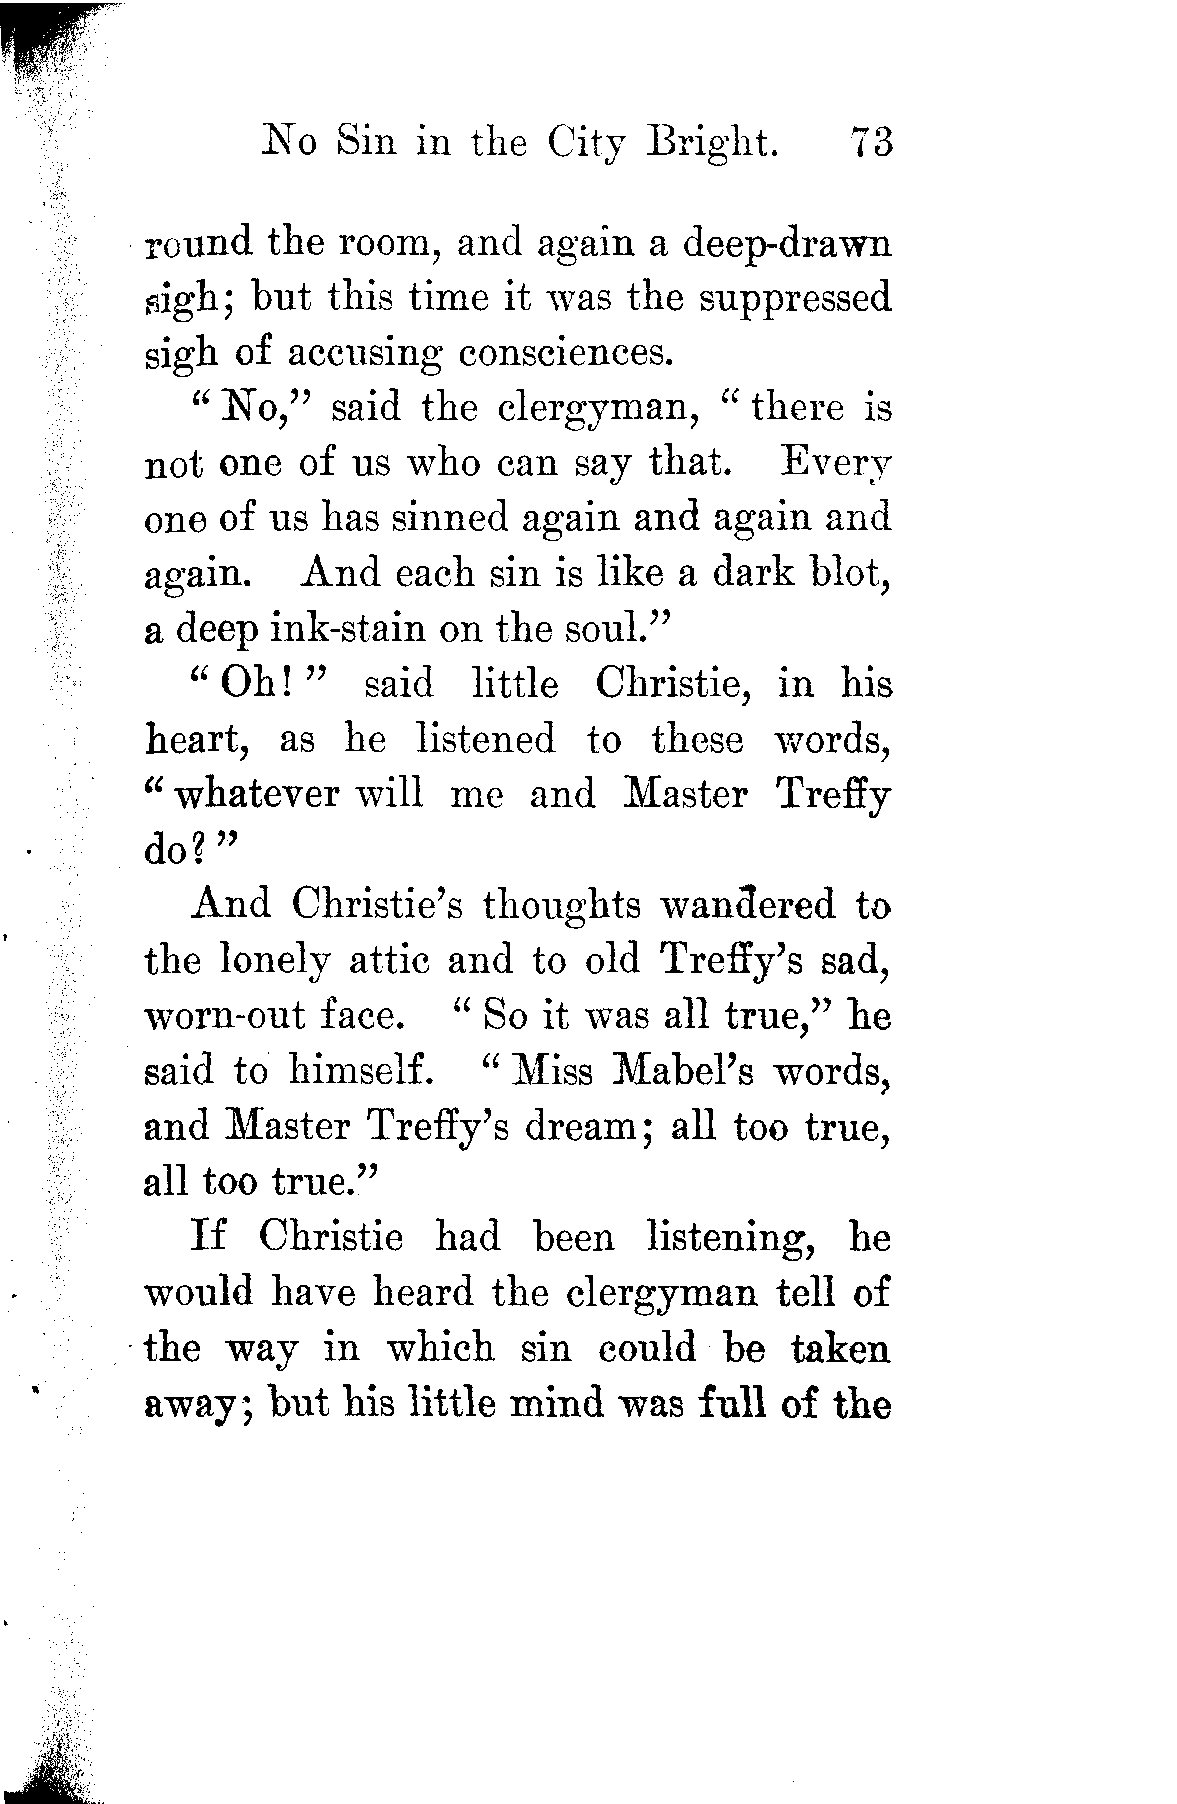 No Sin in the City Bright. 73
round the room, and again a deep-drawn
sigh; but this time it was the suppressed
sigh of accusing consciences.
"No," said the clergyman, "there is
not one of us who can say that. Every
one of us has sinned again and again and
again. And each sin is like a dark blot,
a deep ink-stain on the soul."
"Oh!" said little Christie, in his
heart, as he listened to these words,
"whatever will me and Master Treffy
do?"
And Christie's thoughts wandered to
the lonely attic and to old Treffy's sad,
worn-out face. "So it was all true," he
said to himself. "Miss Mabel's words,
and Master Treffy's dream; all too true,
all too true."
If Christie had been listening, he
would have heard the clergyman tell of
the way in which sin could be taken
away; but his little mind was full of the